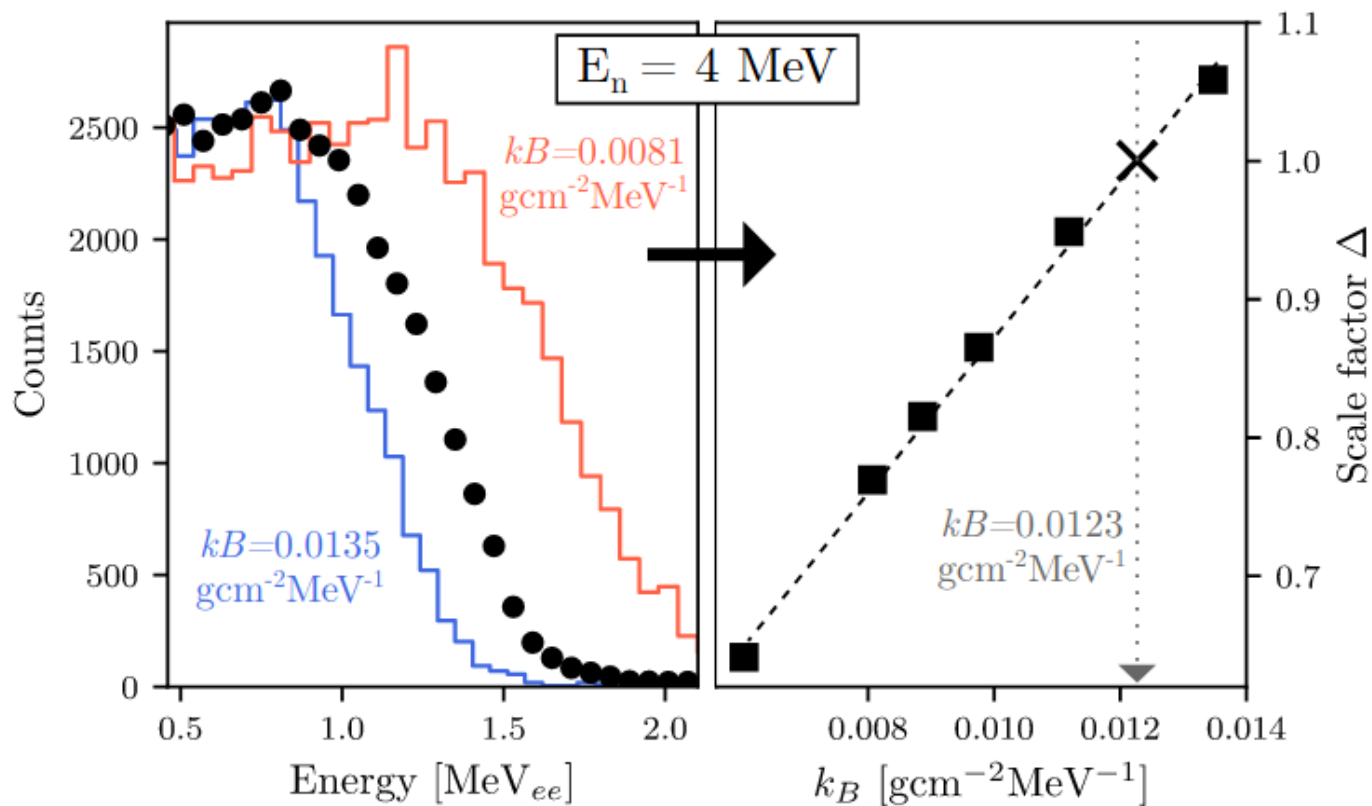 E_n = 4 MeV
Counts
2500
2000
1500
1000
500
0
kB=0.0081
gcm⁻²MeV⁻¹
kB=0.0135
gcm⁻²MeV⁻¹
0.5 1.0 1.5 2.0
Energy [MeV_ee]
kB=0.0123
gcm⁻²MeV⁻¹
1.1
1.0
0.9
0.8
0.7
Scale factor Δ
0.008 0.010 0.012 0.014
k_B [gcm⁻²MeV⁻¹]